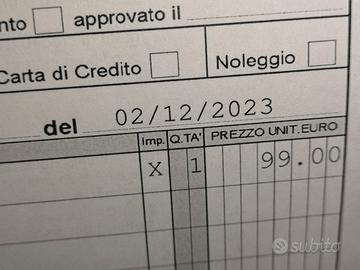 nto approvato il
Carta di Credito Noleggio
del 02/12/2023
Imp. Q.TA' PREZZO UNIT.EURO
X 1 99.00
subito